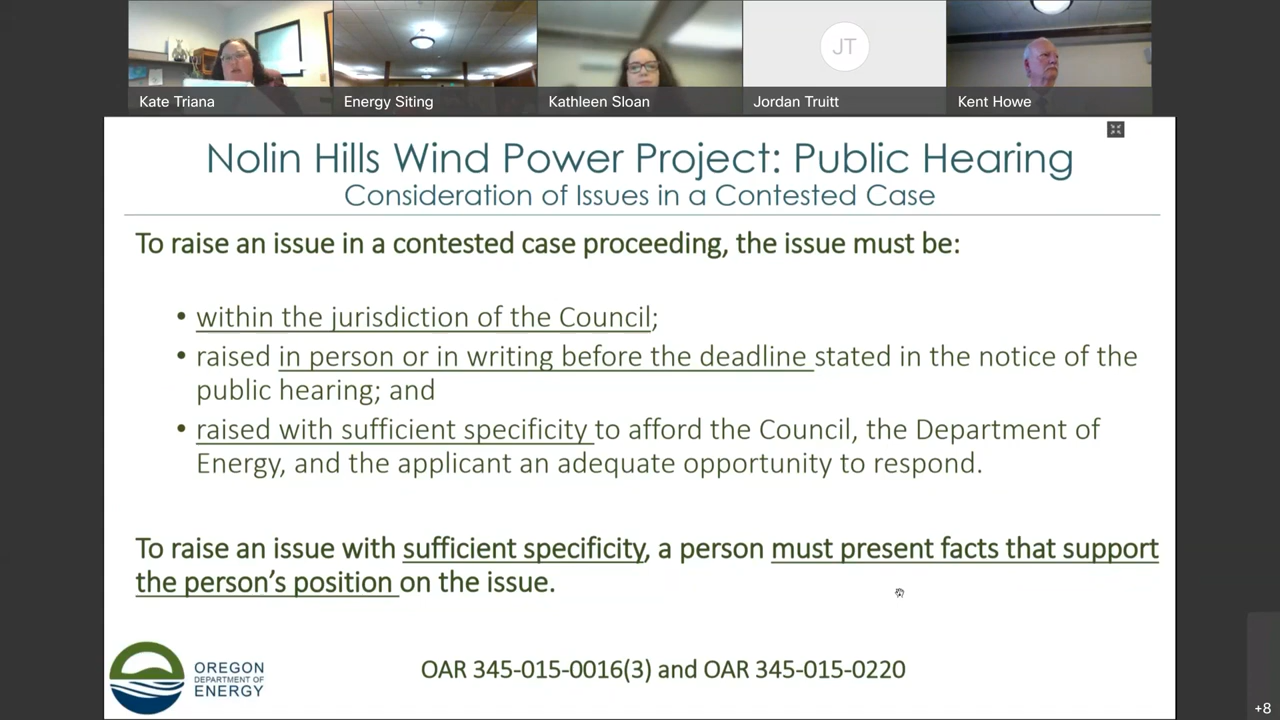 Kate Triana
Energy Siting
Kathleen Sloan
JT
Jordan Truitt
Kent Howe
Nolin Hills Wind Power Project: Public Hearing
Consideration of Issues in a Contested Case
To raise an issue in a contested case proceeding, the issue must be:
• within the jurisdiction of the Council;
• raised in person or in writing before the deadline stated in the notice of the
public hearing; and
• raised with sufficient specificity to afford the Council, the Department of
Energy, and the applicant an adequate opportunity to respond.
To raise an issue with sufficient specificity, a person must present facts that support
the person's position on the issue.
OREGON
DEPARTMENT OF
ENERGY
OAR 345-015-0016(3) and OAR 345-015-0220
+8